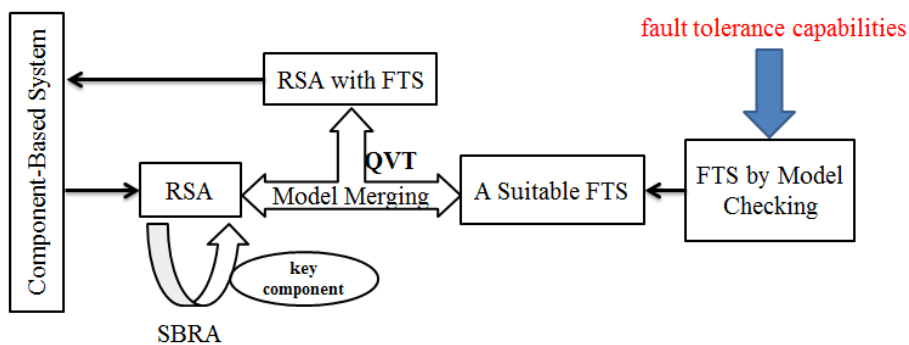 fault tolerance capabilities
Component-Based System
RSA with FTS
QVT
RSA
Model Merging
A Suitable FTS
FTS by Model
Checking
key
component
SBRA